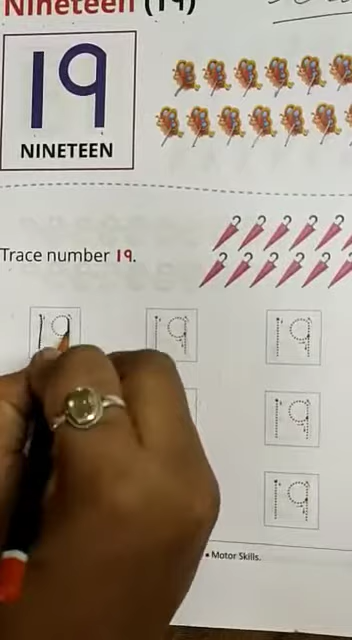 Nineteen (19)
19
NINETEEN
Trace number 19.
19 19 19
19
19
• Motor Skills.